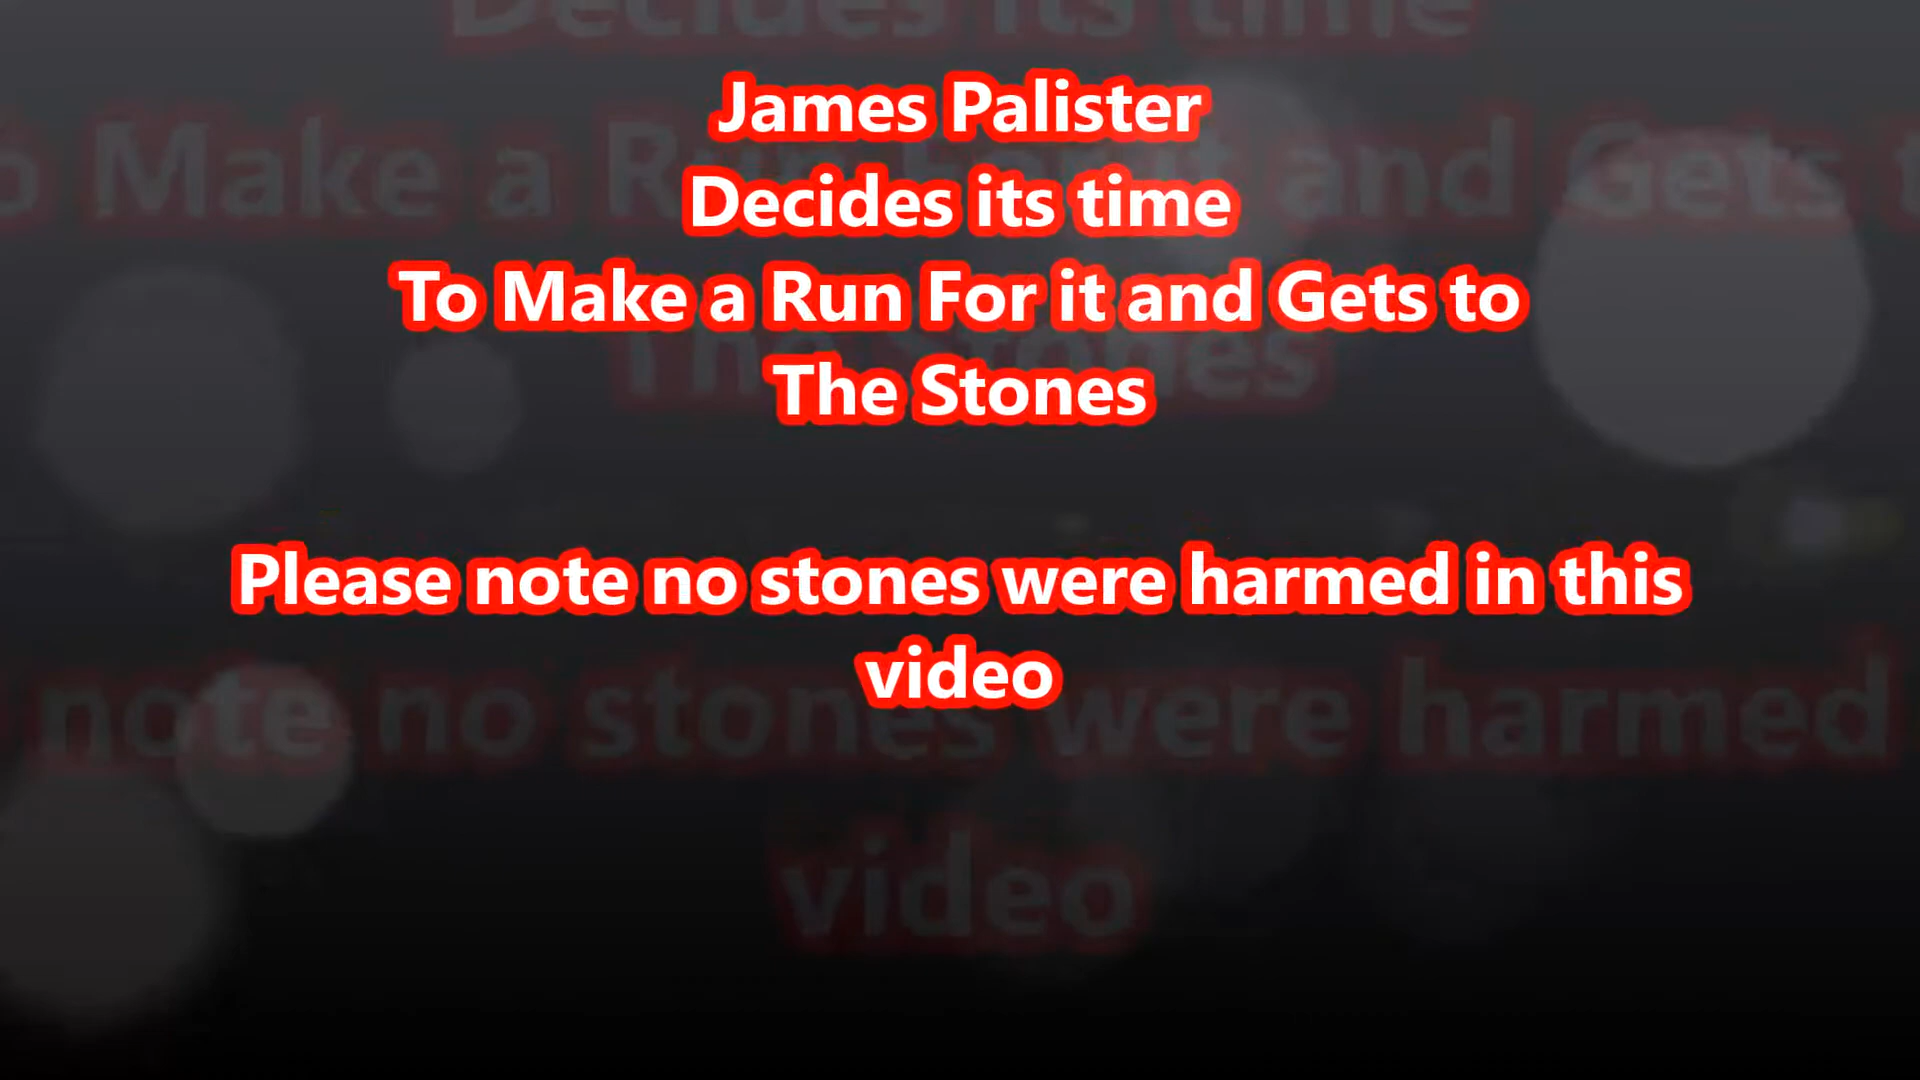 James Palister
Decides its time
To Make a Run For it and Gets to
The Stones
Please note no stones were harmed in this
video